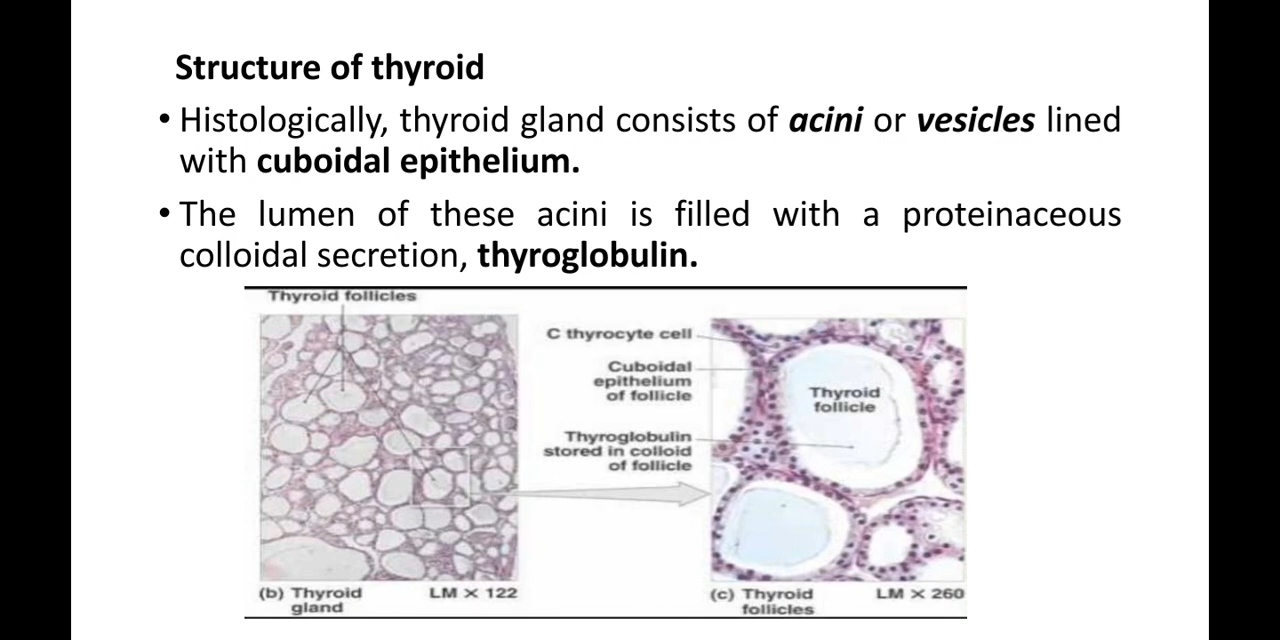 Structure of thyroid
• Histologically, thyroid gland consists of acini or vesicles lined
with cuboidal epithelium.
• The lumen of these acini is filled with a proteinaceous
colloidal secretion, thyroglobulin.
Thyroid follicles
C thyrocyte cell
Cuboidal
epithelium
of follicle
Thyroid
follicle
Thyroglobulin
stored in colloid
of follicle
(b) Thyroid
gland
LM × 122
(c) Thyroid
follicles
LM × 260